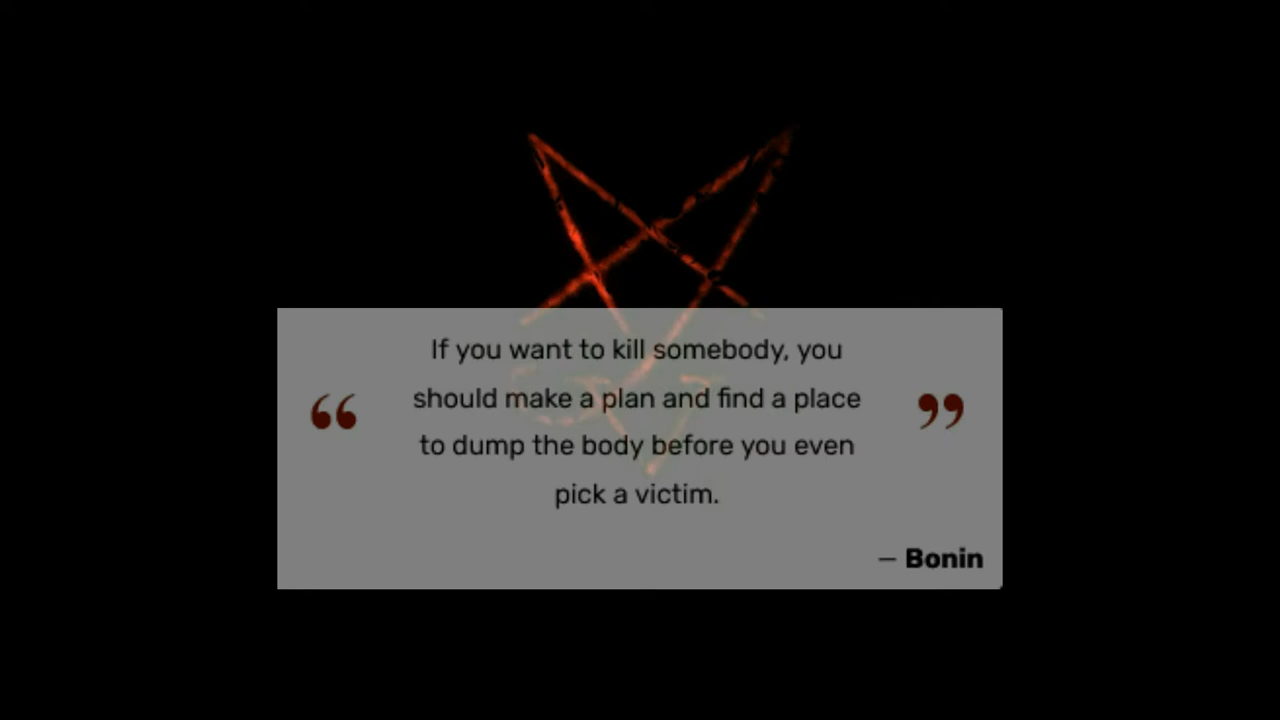 If you want to kill somebody, you
“ should make a plan and find a place ”
to dump the body before you even
pick a victim.
– Bonin